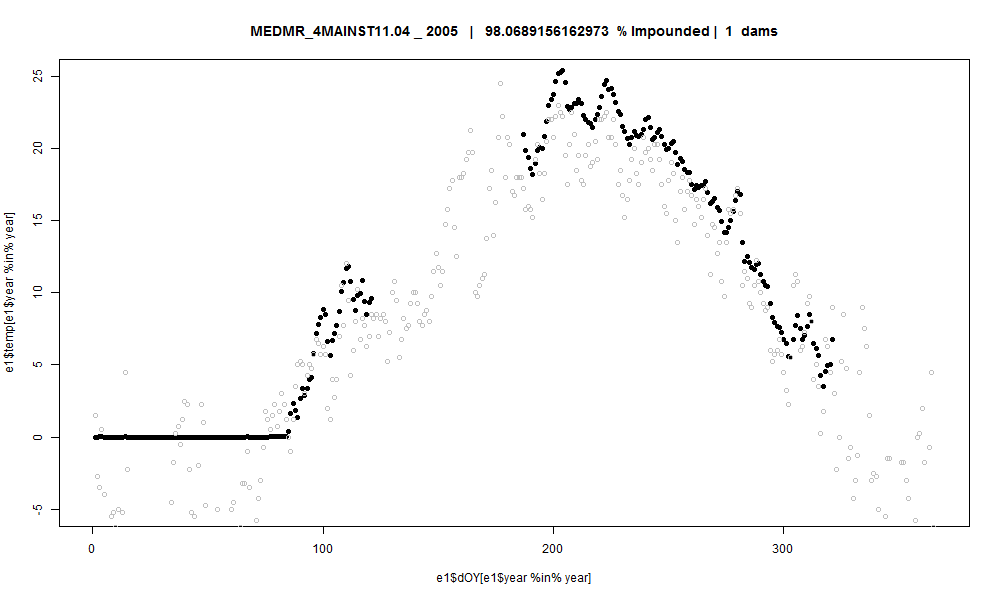 MEDMR_4MAINST11.04 _ 2005 | 98.0689156162973 % Impounded | 1 dams
e1$temp[e1$year %in% year]
25
20
15
10
5
0
-5
0 100 200 300
e1$dOY[e1$year %in% year]